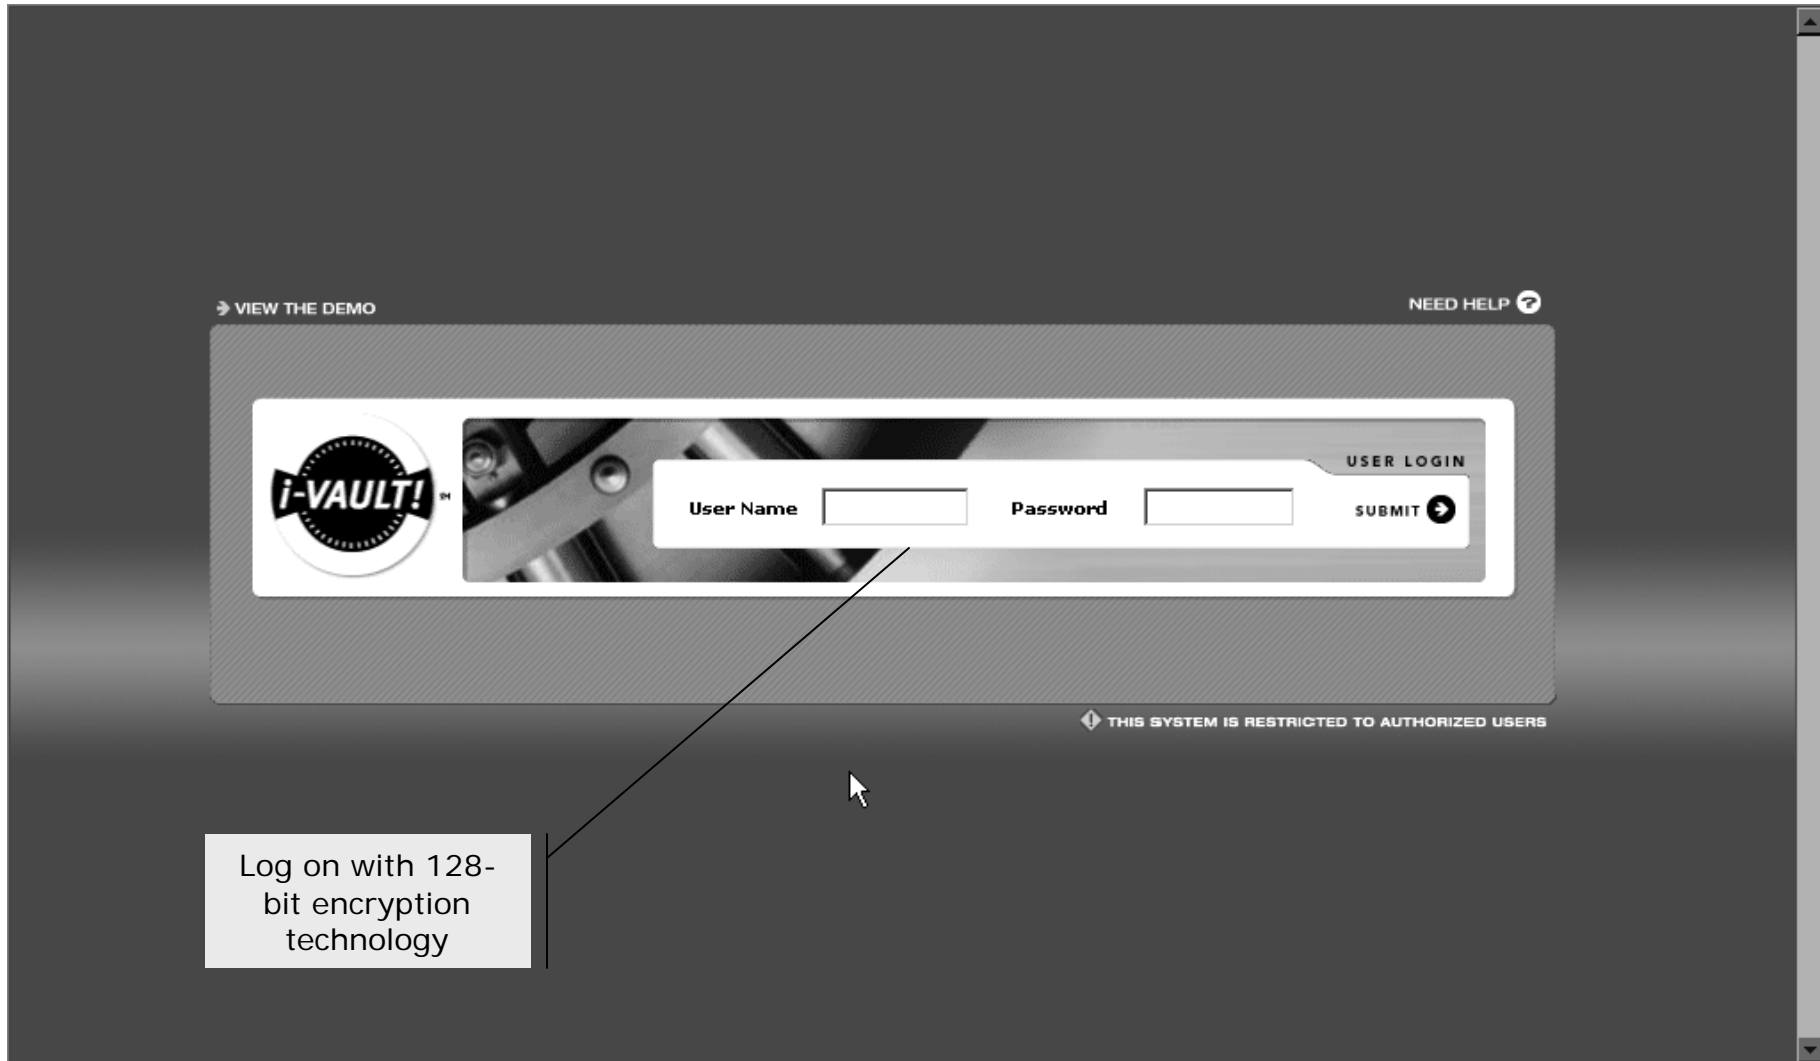 VIEW THE DEMO
NEED HELP ?
i-VAULT! SM
USER LOGIN
User Name
Password
SUBMIT
THIS SYSTEM IS RESTRICTED TO AUTHORIZED USERS
Log on with 128-
bit encryption
technology